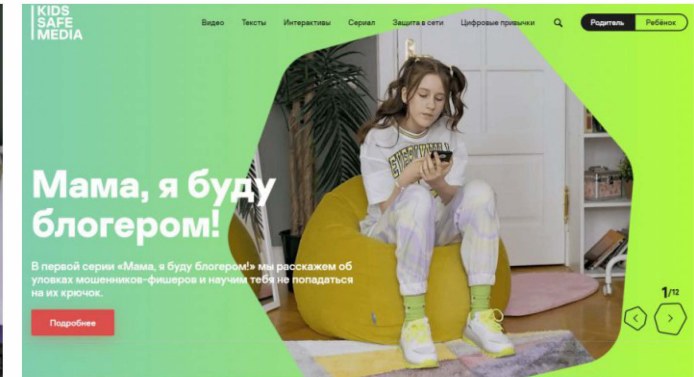 KIDS
SAFE
MEDIA
Видео Тексты Интерактивы Сериал Защита в сети Цифровые привычки Родитель Ребёнок
Мама, я буду
блогером!
В первой серии «Мама, я буду блогером!» мы расскажем об
уловках мошенников-фишеров и научим тебя не попадаться
на их крючок.
Подробнее
1/12